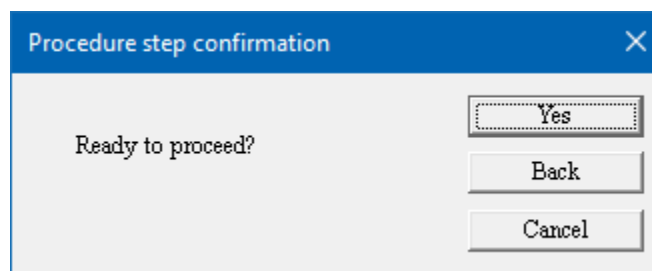 Procedure step confirmation
Ready to proceed?
Yes
Back
Cancel